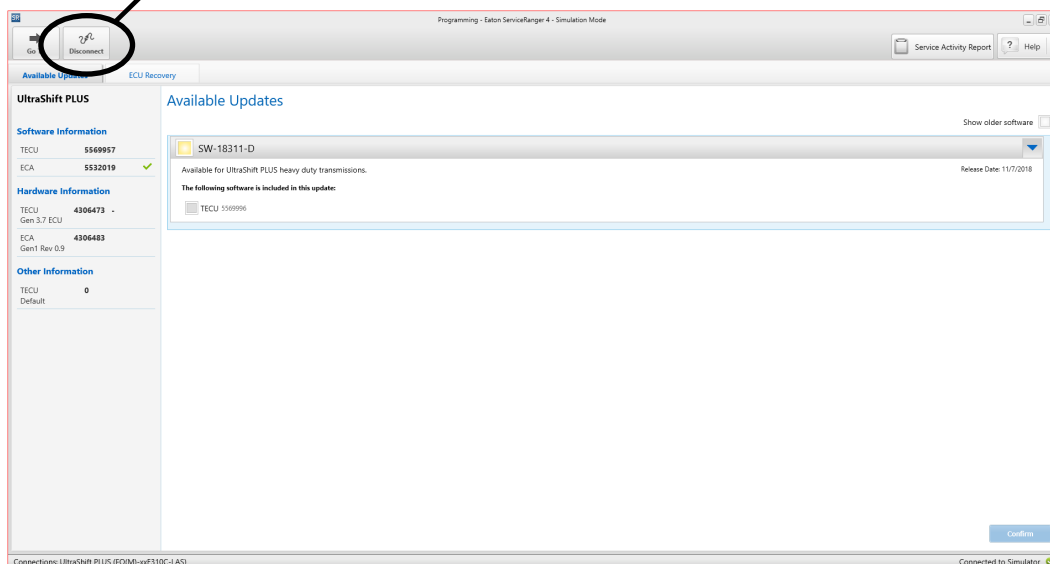 SR
Programming - Eaton ServiceRanger 4 - Simulation Mode
Go
Disconnect
Service Activity Report
? Help
Available Updates
ECU Recovery
UltraShift PLUS
Software Information
TECU 5569957
ECA 5532019
Hardware Information
TECU 4306473 -
Gen 3.7 ECU
ECA 4306483
Gen1 Rev 0.9
Other Information
TECU 0
Default
Available Updates
Show older software
SW-18311-D
Available for UltraShift PLUS heavy duty transmissions.
Release Date: 11/7/2018
The following software is included in this update:
TECU 5569996
Confirm
Connections: UltraShift PLUS
Connected to Simulator